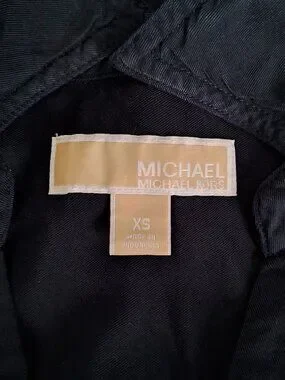 MICHAEL
MICHAEL KORS
XS
MADE IN
INDONESIA